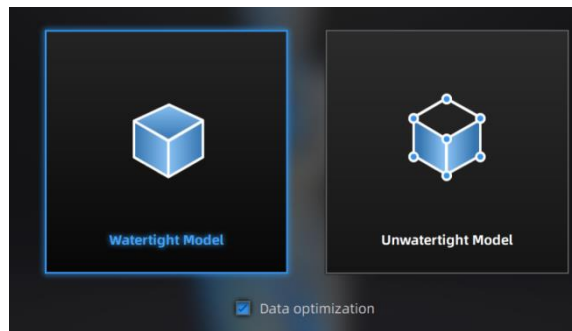 Watertight Model
Unwatertight Model
Data optimization